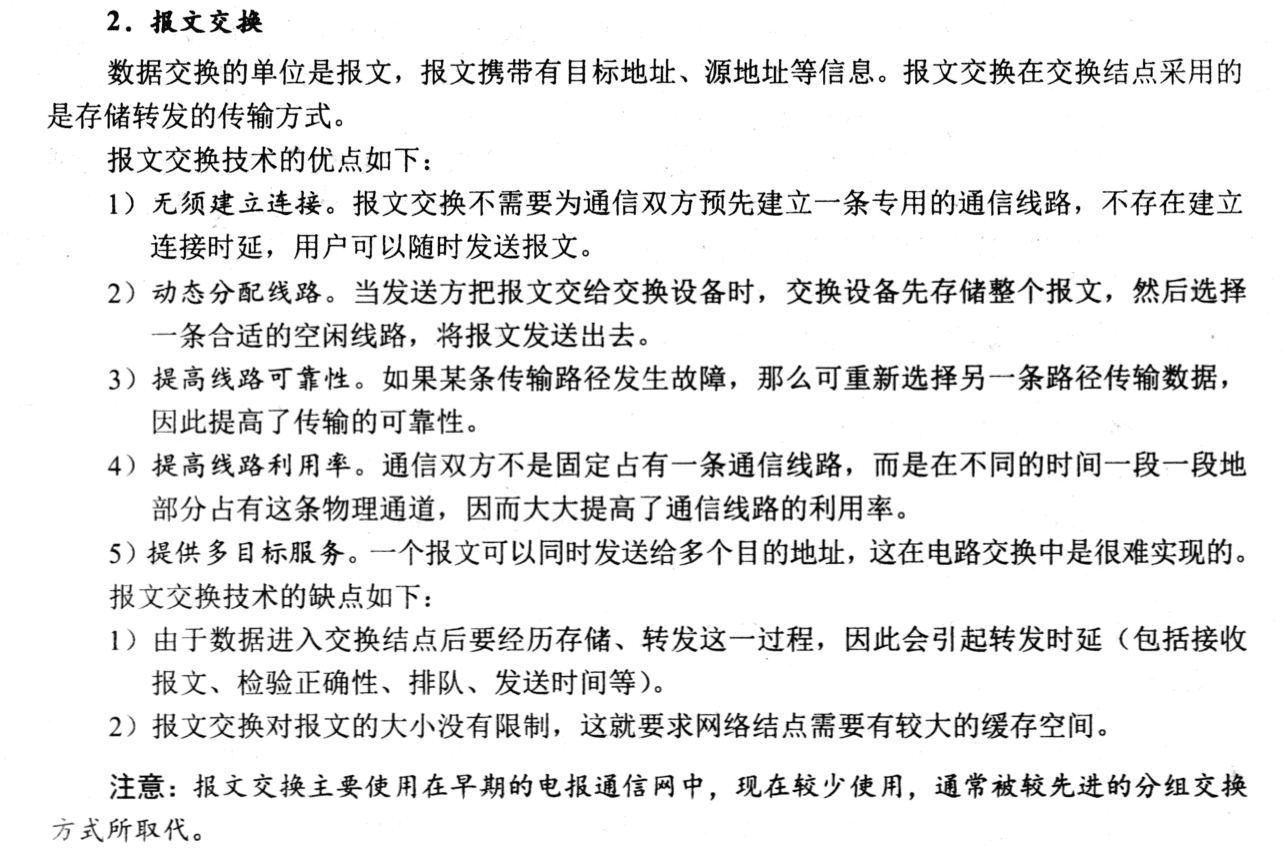 2．报文交换
数据交换的单位是报文，报文携带有目标地址、源地址等信息。报文交换在交换结点采用的
是存储转发的传输方式。
报文交换技术的优点如下：
1）无须建立连接。报文交换不需要为通信双方预先建立一条专用的通信线路，不存在建立
连接时延，用户可以随时发送报文。
2）动态分配线路。当发送方把报文交给交换设备时，交换设备先存储整个报文，然后选择
一条合适的空闲线路，将报文发送出去。
3）提高线路可靠性。如果某条传输路径发生故障，那么可重新选择另一条路径传输数据，
因此提高了传输的可靠性。
4）提高线路利用率。通信双方不是固定占有一条通信线路，而是在不同的时间一段一段地
部分占有这条物理通道，因而大大提高了通信线路的利用率。
5）提供多目标服务。一个报文可以同时发送给多个目的地址，这在电路交换中是很难实现的。
报文交换技术的缺点如下：
1）由于数据进入交换结点后要经历存储、转发这一过程，因此会引起转发时延（包括接收
报文、检验正确性、排队、发送时间等）。
2）报文交换对报文的大小没有限制，这就要求网络结点需要有较大的缓存空间。
注意：报文交换主要使用在早期的电报通信网中，现在较少使用，通常被较先进的分组交换
方式所取代。